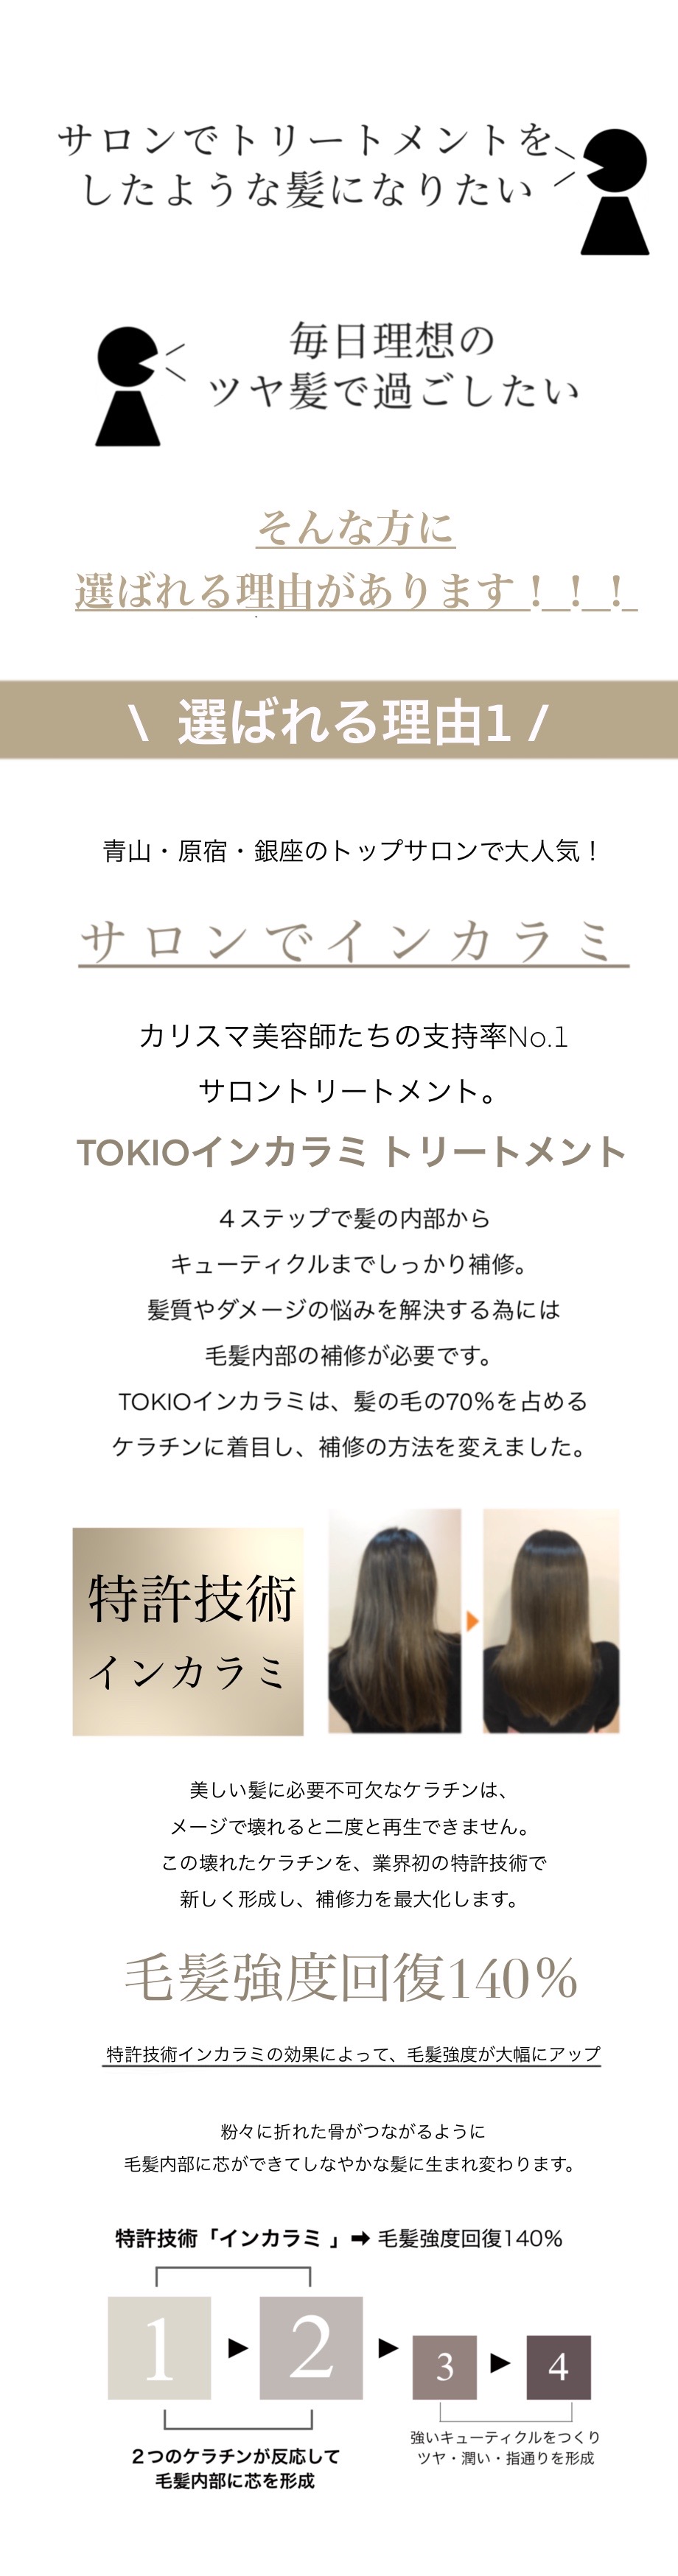 サロンでトリートメントを
したような髪になりたい
毎日理想の
ツヤ髪で過ごしたい
そんな方に
選ばれる理由があります！！！
\ 選ばれる理由1 /
青山・原宿・銀座のトップサロンで大人気！
サロンでインカラミ
カリスマ美容師たちの支持率No.1
サロントリートメント。
TOKIOインカラミ トリートメント
４ステップで髪の内部から
キューティクルまでしっかり補修。
髪質やダメージの悩みを解決する為には
毛髪内部の補修が必要です。
TOKIOインカラミは、髪の毛の70%を占める
ケラチンに着目し、補修の方法を変えました。
特許技術
インカラミ
美しい髪に必要不可欠なケラチンは、
メージで壊れると二度と再生できません。
この壊れたケラチンを、業界初の特許技術で
新しく形成し、補修力を最大化します。
毛髪強度回復140%
特許技術インカラミの効果によって、毛髪強度が大幅にアップ
粉々に折れた骨がつながるように
毛髪内部に芯ができてしなやかな髪に生まれ変わります。
特許技術「インカラミ 」➡ 毛髪強度回復140%
1 ▶ 2 ▶ 3 ▶ 4
２つのケラチンが反応して
毛髪内部に芯を形成
強いキューティクルをつくり
ツヤ・潤い・指通りを形成